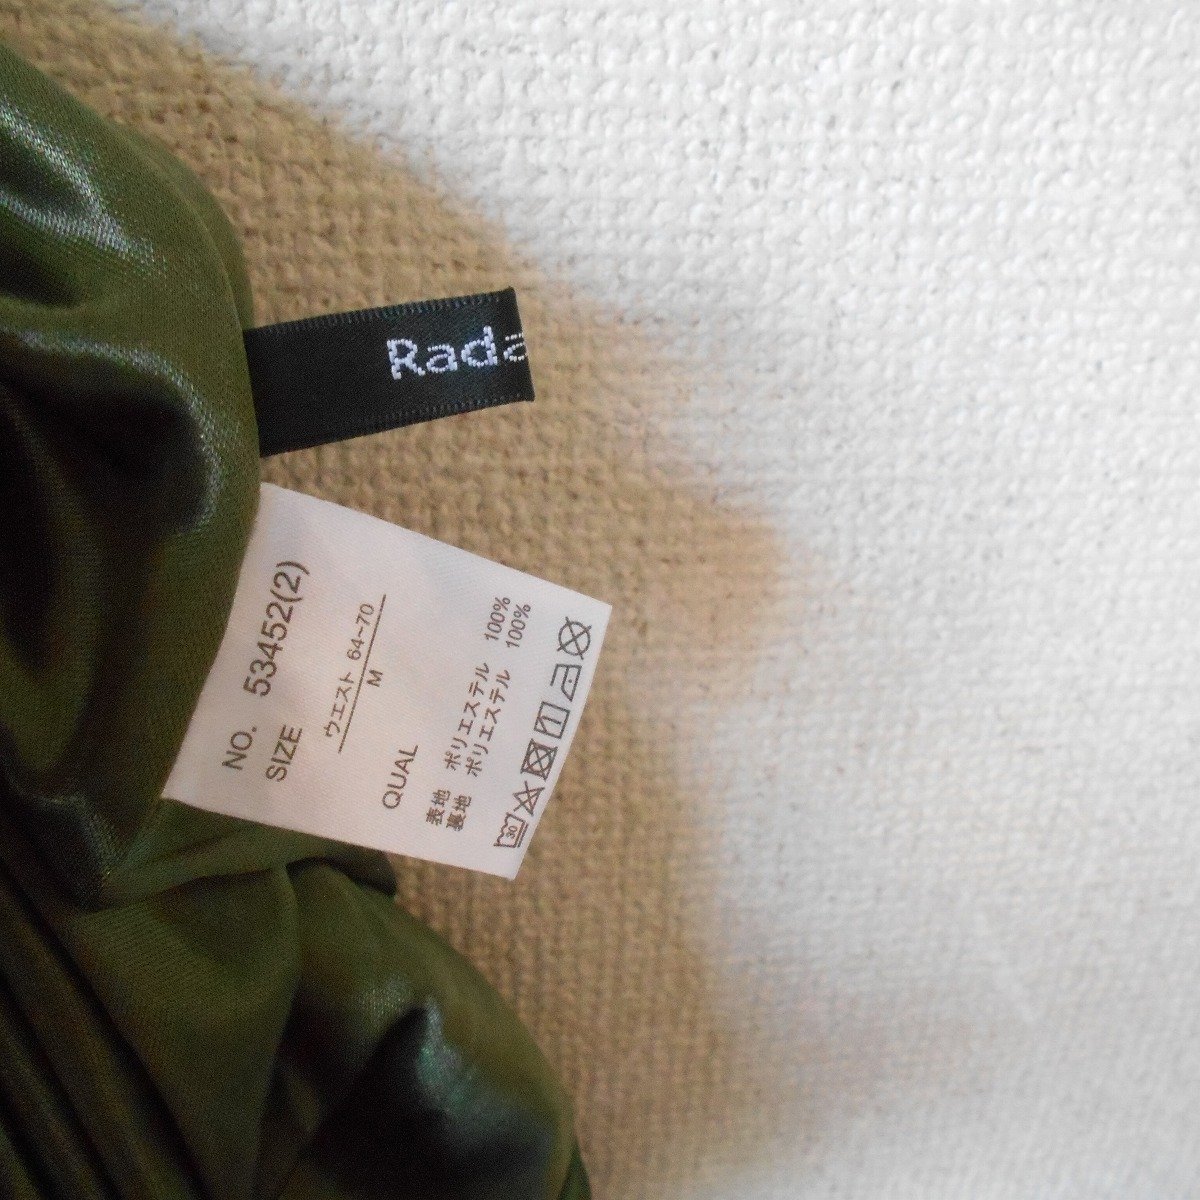 Rada
NO. 53452(2)
SIZE
ウエスト 64~70
M
QUAL
表地 ポリエステル 100%
裏地 ポリエステル 100%
30